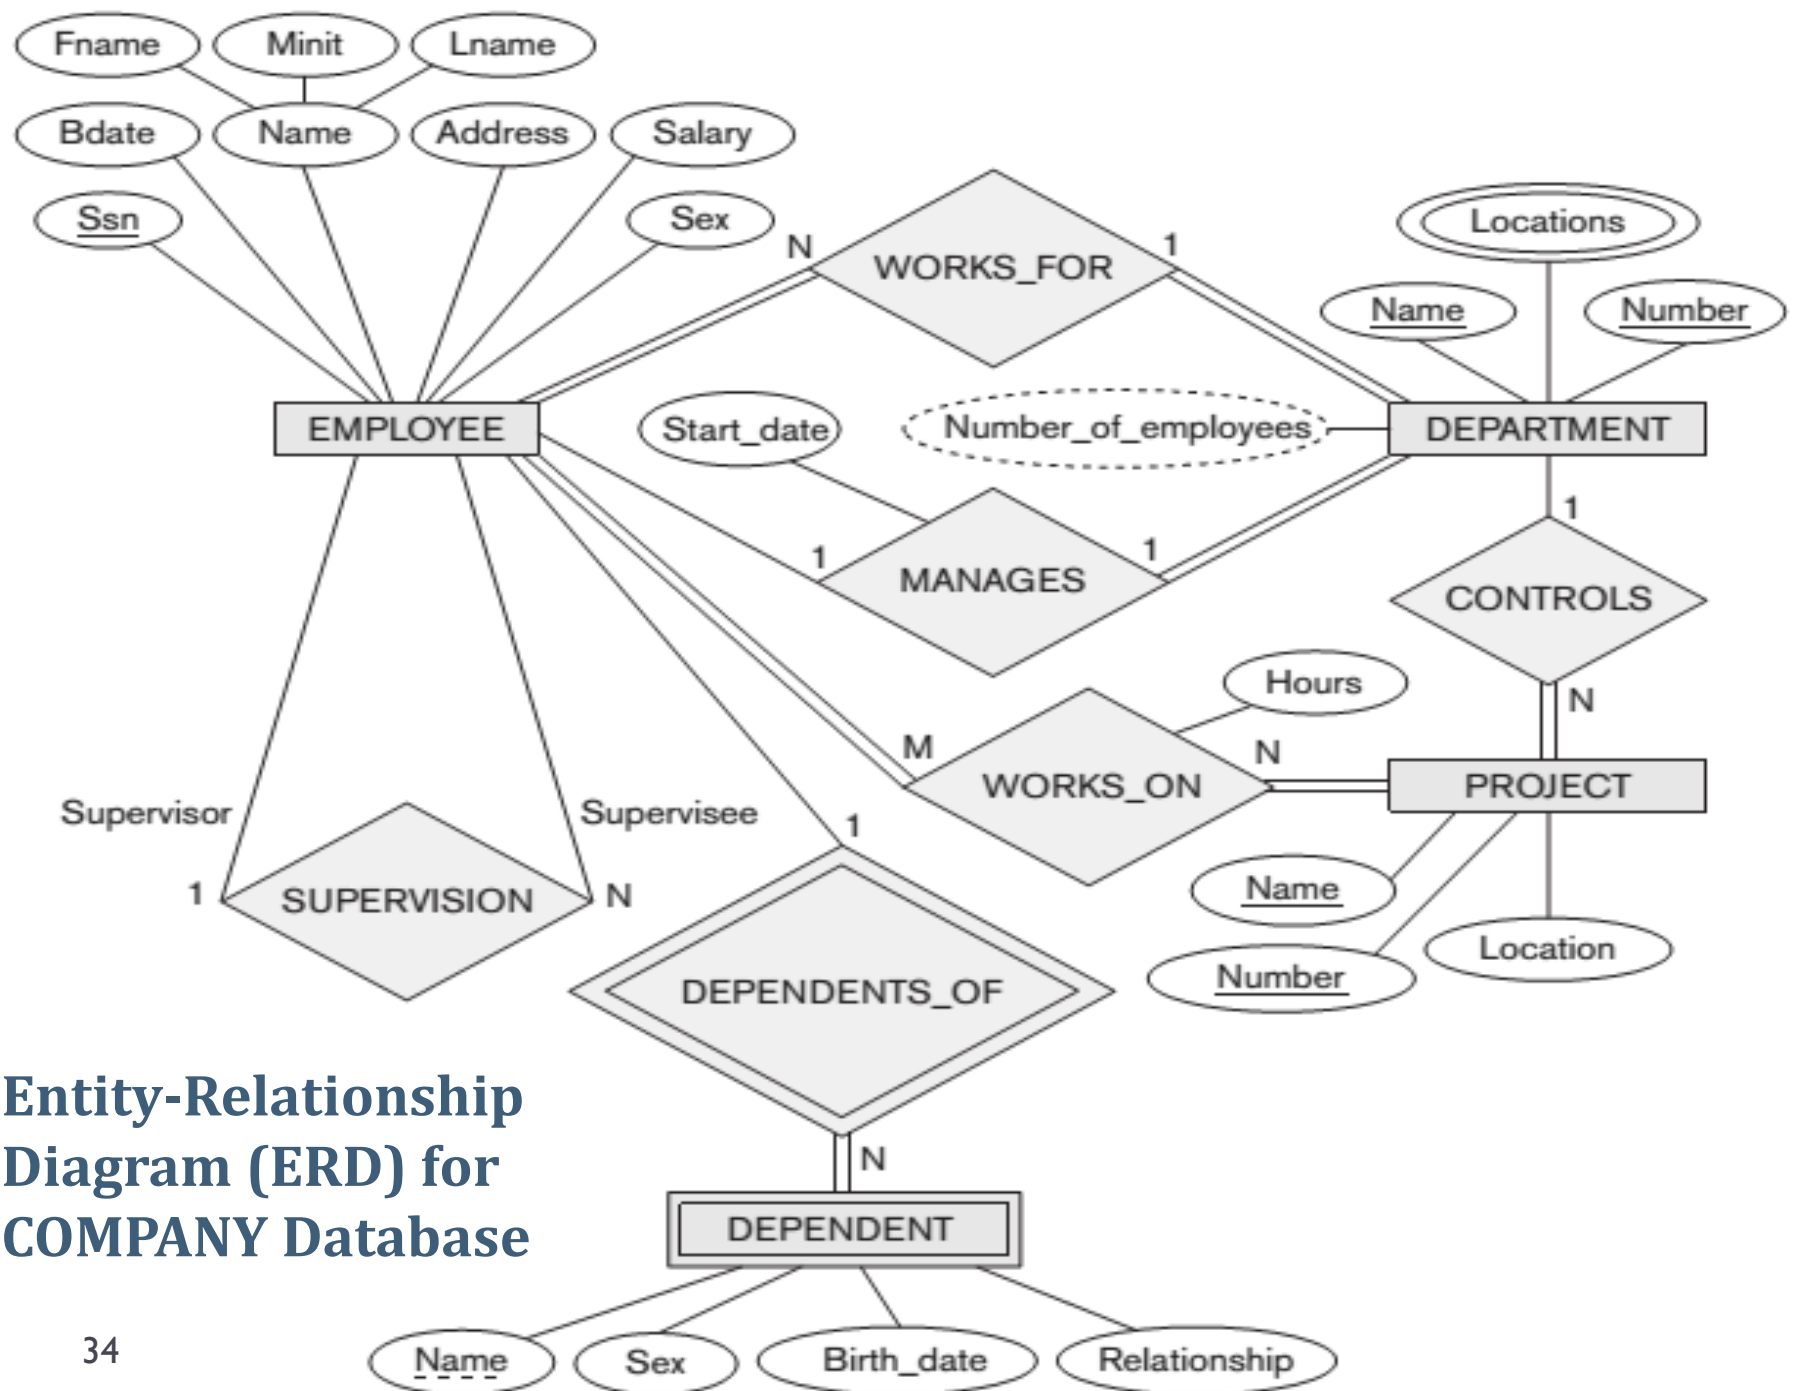 Fname
Minit
Lname
Bdate
Name
Address
Salary
Ssn
Sex
N
WORKS_FOR
1
Locations
Name
Number
EMPLOYEE
Start_date
Number_of_employees
DEPARTMENT
1
MANAGES
1
1
CONTROLS
N
Hours
M
WORKS_ON
N
PROJECT
Supervisor
Supervisee
1
SUPERVISION
N
1
Name
Number
Location
DEPENDENTS_OF
N
Entity-Relationship
Diagram (ERD) for
COMPANY Database
DEPENDENT
34
Name
Sex
Birth_date
Relationship